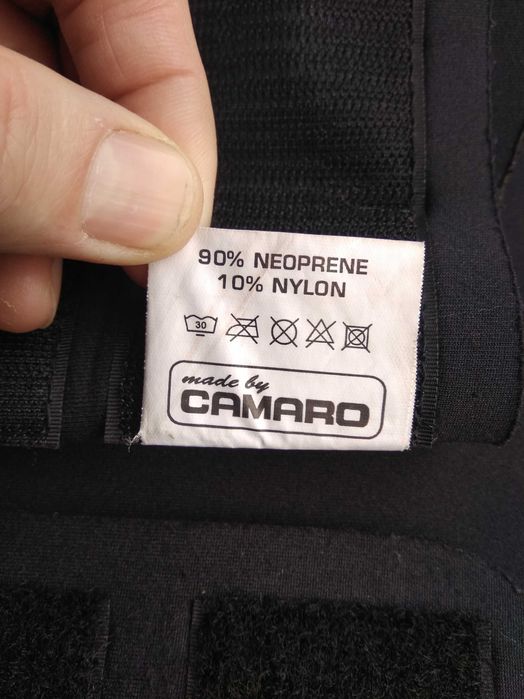 90% NEOPRENE
10% NYLON
30
made by
CAMARO